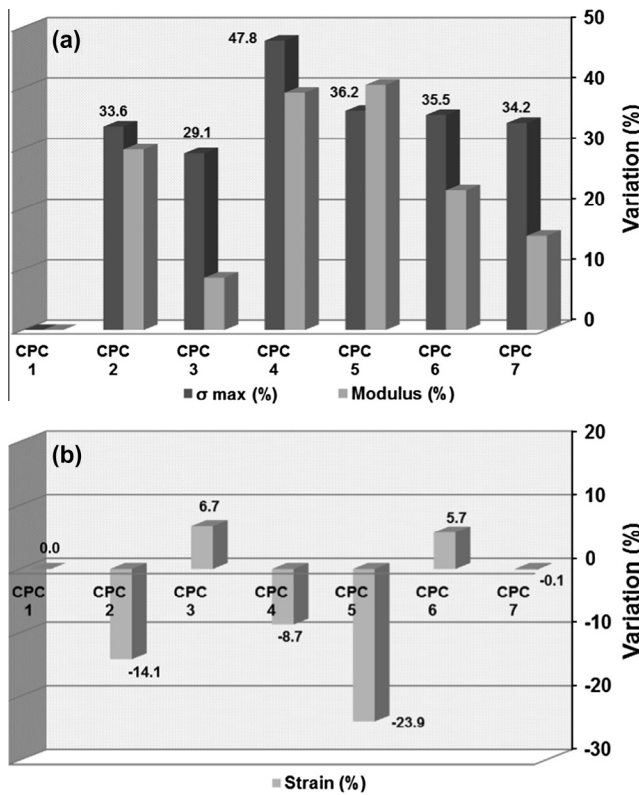 (a)
50
40
30
20
10
0
Variation (%)
33.6
29.1
47.8
36.2
35.5
34.2
CPC 1
CPC 2
CPC 3
CPC 4
CPC 5
CPC 6
CPC 7
σ max (%)
Modulus (%)
(b)
20
10
0
-10
-20
-30
Variation (%)
0.0
-14.1
6.7
-8.7
-23.9
5.7
-0.1
CPC 1
CPC 2
CPC 3
CPC 4
CPC 5
CPC 6
CPC 7
Strain (%)